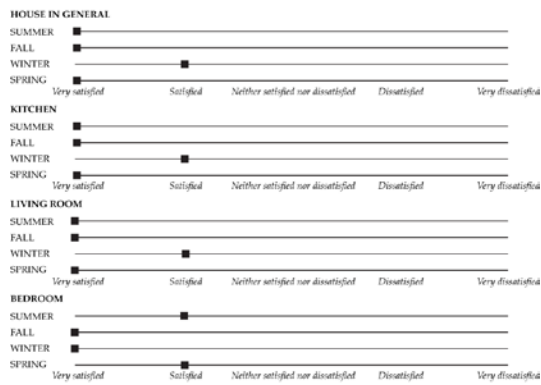 HOUSE IN GENERAL
SUMMER
FALL
WINTER
SPRING
Very satisfied Satisfied Neither satisfied nor dissatisfied Dissatisfied Very dissatisfied
KITCHEN
SUMMER
FALL
WINTER
SPRING
Very satisfied Satisfied Neither satisfied nor dissatisfied Dissatisfied Very dissatisfied
LIVING ROOM
SUMMER
FALL
WINTER
SPRING
Very satisfied Satisfied Neither satisfied nor dissatisfied Dissatisfied Very dissatisfied
BEDROOM
SUMMER
FALL
WINTER
SPRING
Very satisfied Satisfied Neither satisfied nor dissatisfied Dissatisfied Very dissatisfied